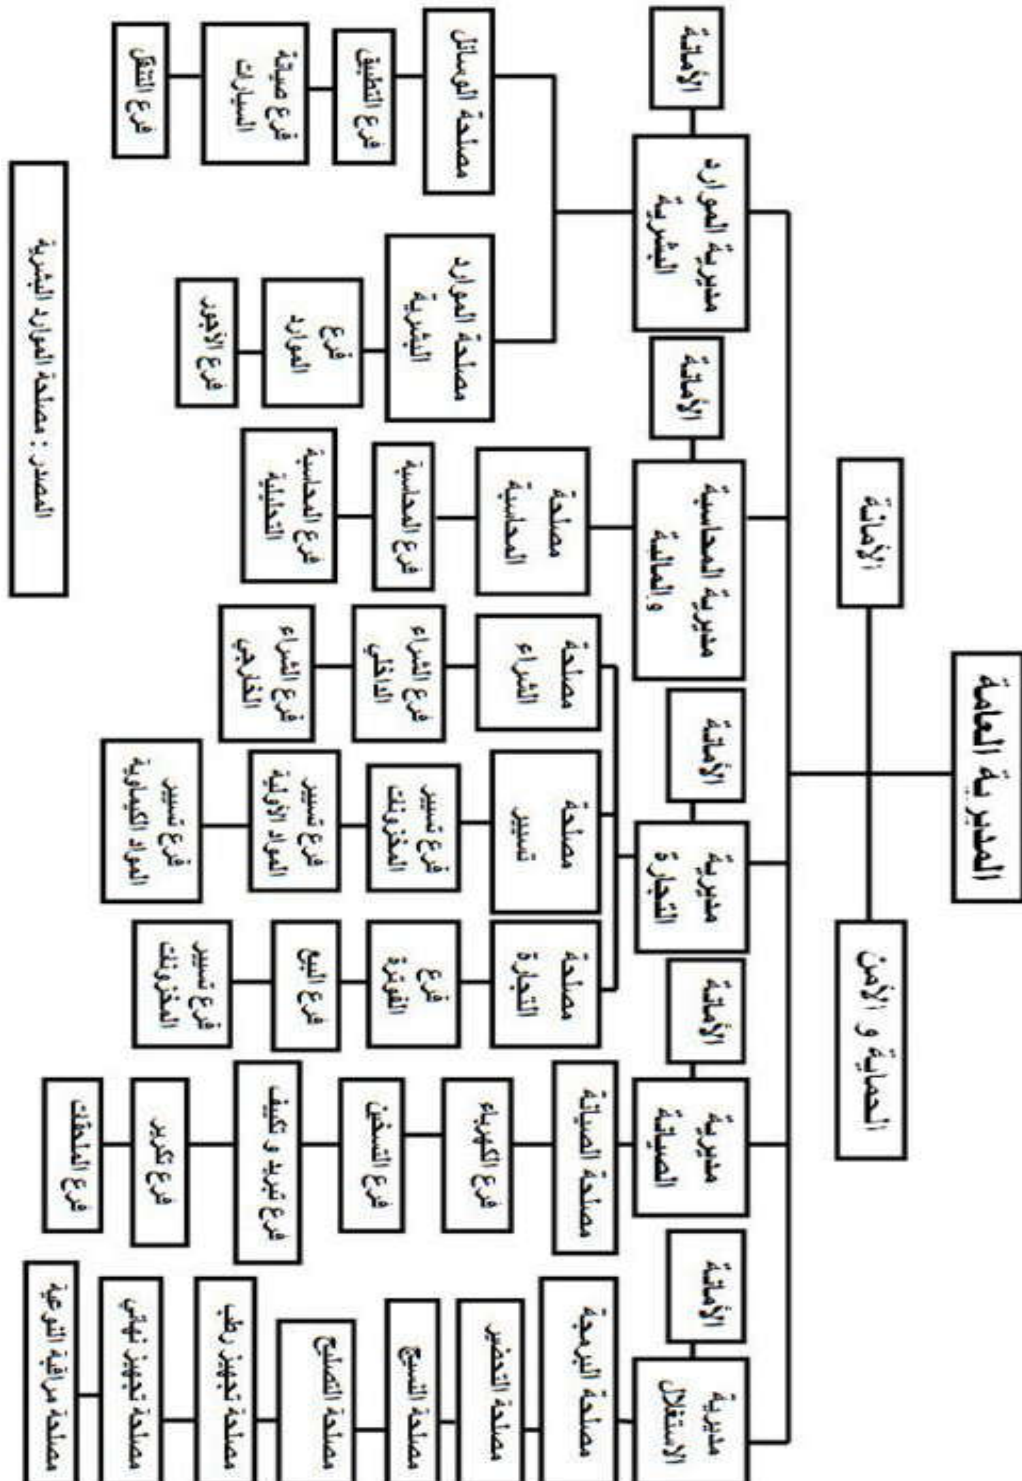 المديرية العامة
الأمانة
الحماية و الأمن
الأمانة
مديرية الموارد
البشرية
الأمانة
مديرية المحاسبة
والمالية
الأمانة
مديرية
التجارة
الأمانة
مديرية
الصيانة
الأمانة
مديرية
الاستغلال
مصلحة الوسائل
فرع التطبيق
فرع صيانة
السيارات
فرع التنقل
مصلحة الموارد
البشرية
فرع
الموارد
فرع الأجور
مصلحة
المحاسبة
فرع المحاسبة
فرع المحاسبة
التحليلية
مصلحة
الشراء
فرع الشراء
الداخلي
فرع الشراء
الخارجي
مصلحة
تسيير
فرع تسيير
المخزونات
فرع تسيير
المواد الأولية
فرع تسيير
المواد الكيماوية
مصلحة
التجارة
فرع
الفوترة
فرع البيع
فرع تسيير
المخزونات
مصلحة الصيانة
فرع الكهرباء
فرع التسخين
فرع تبريد و تكييف
فرع تكرير
فرع الملحقات
مصلحة البرمجة
مصلحة التحضير
مصلحة النسيج
مصلحة التصليح
مصلحة تجهيز رطب
مصلحة تجهيز نهائي
مصلحة مراقبة النوعية
المصدر : مصلحة الموارد البشرية